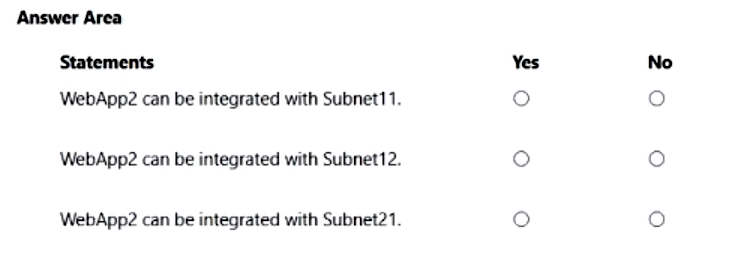 Answer Area
Statements Yes No
WebApp2 can be integrated with Subnet11.
WebApp2 can be integrated with Subnet12.
WebApp2 can be integrated with Subnet21.